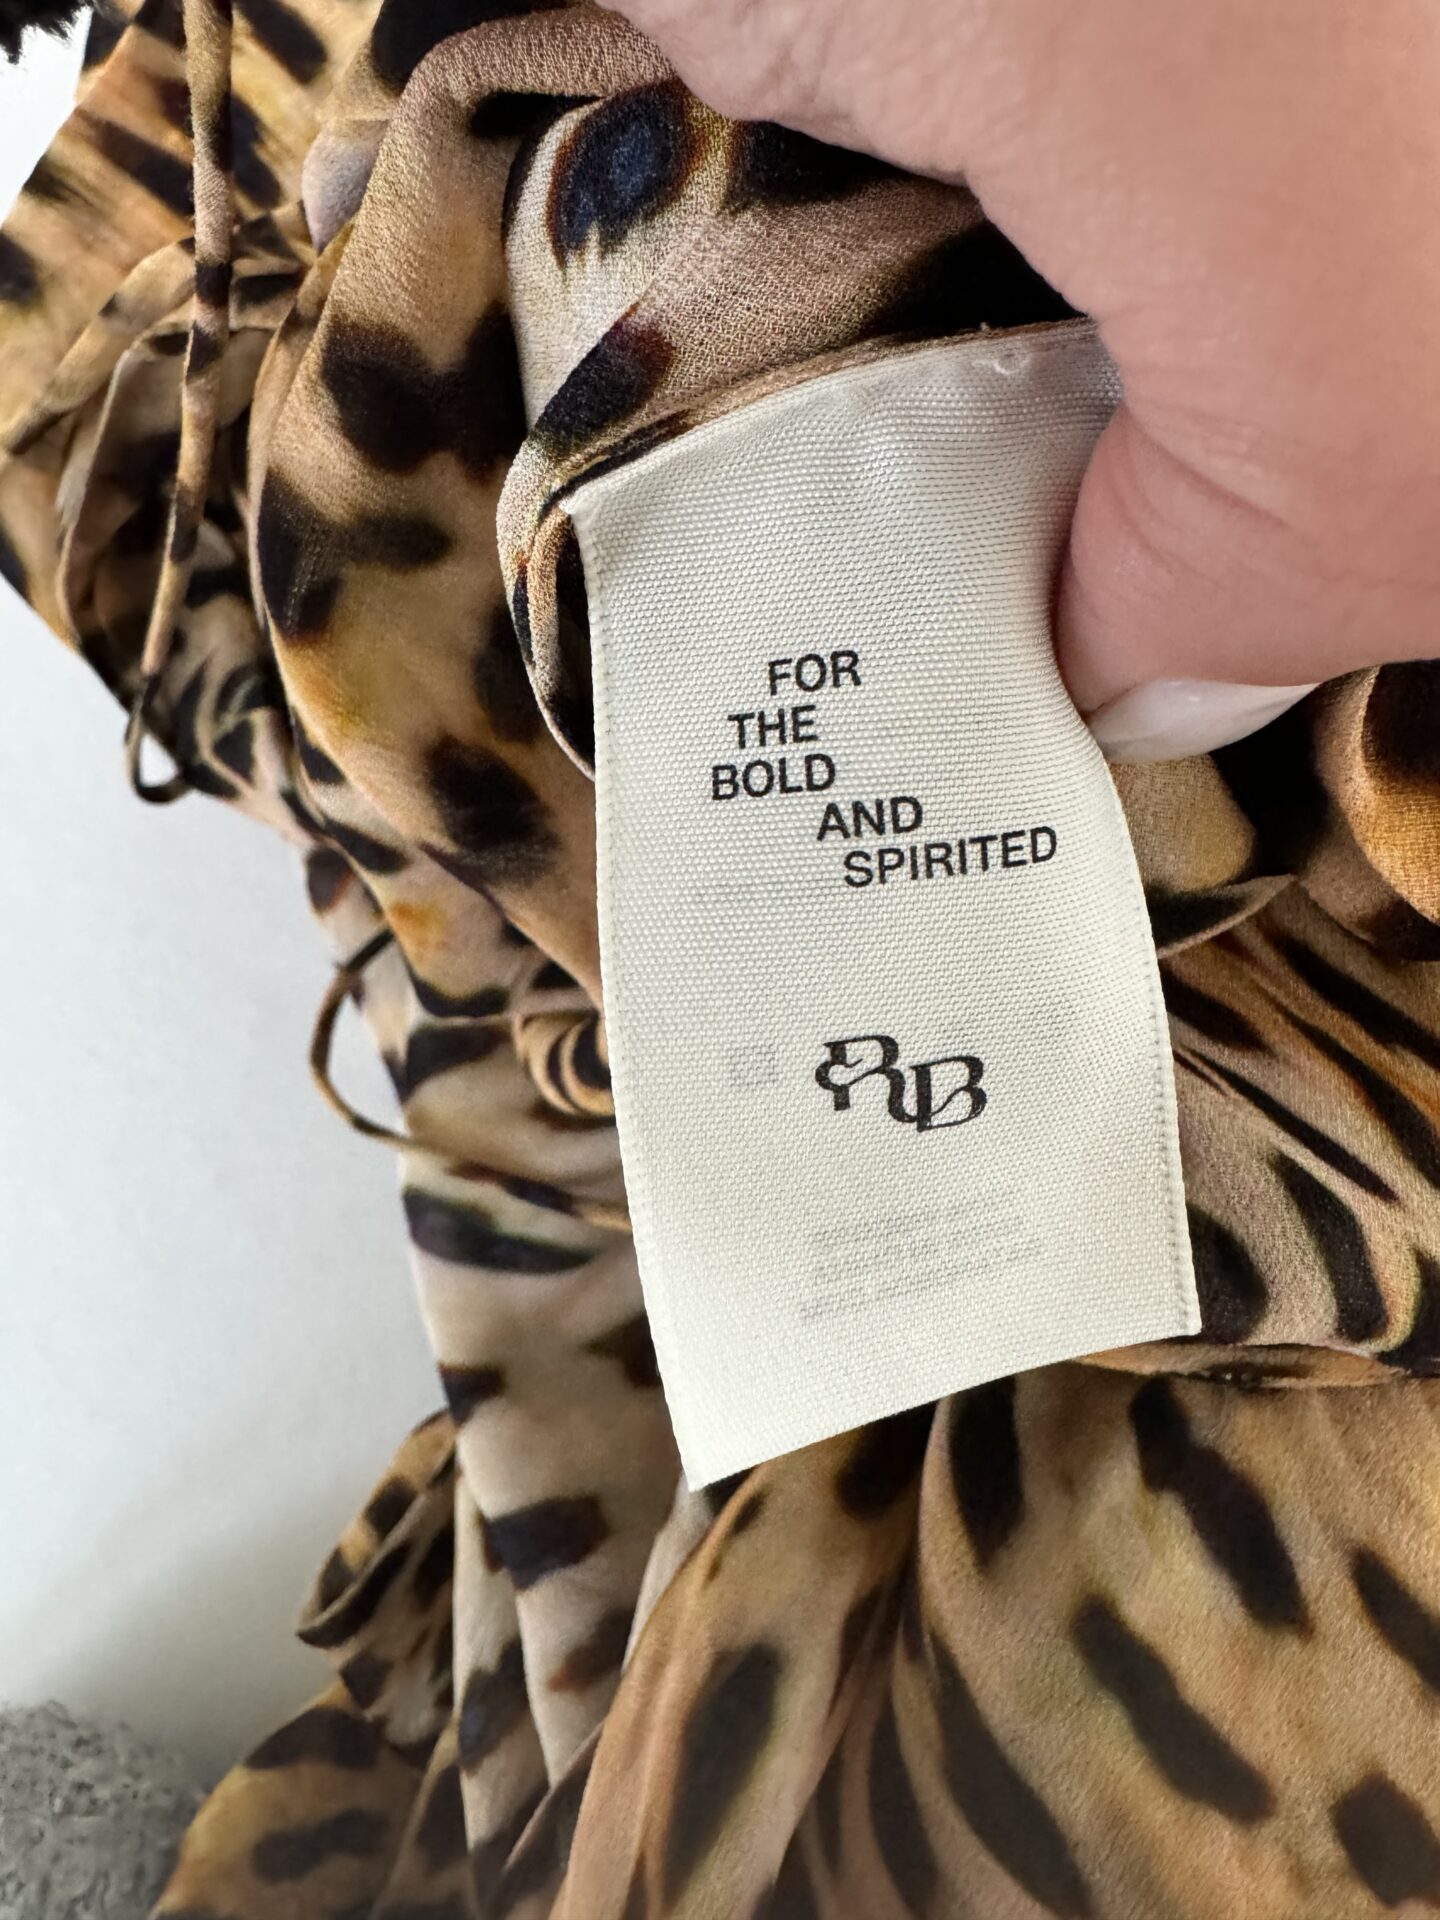 FOR
THE
BOLD
AND
SPIRITED
RB